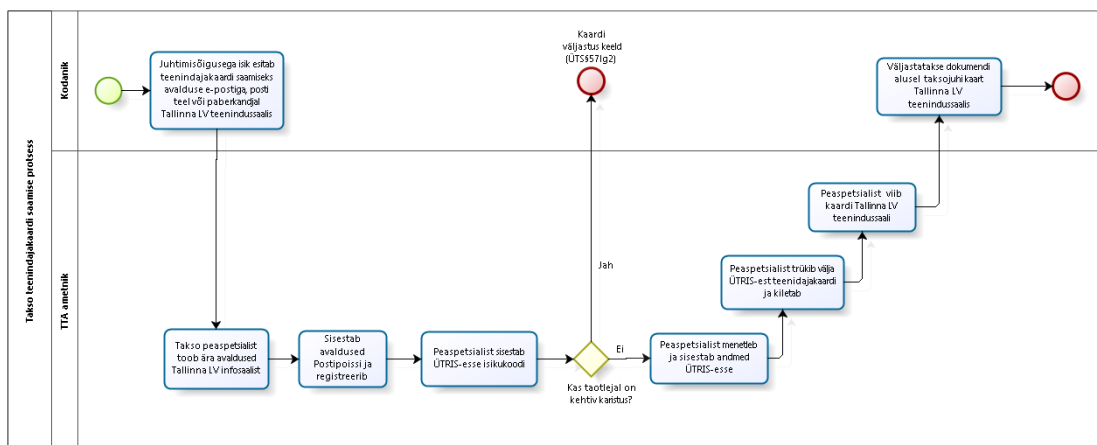 Takso teenindajakaardi saamise protsess
Kodanik
Juhtimisõigusega isik esitab
teenindajakaardi saamiseks
avalduse e-postiga, posti
teel või paberkandjal
Tallinna LV teenindussaalis
Kaardi
väljastus keeld
(ÜTS§57lg2)
Väljastatakse dokumendi
alusel taksojuhi kaart
Tallinna LV
teenindussaalis
TTA ametnik
Takso peaspetsialist
toob ära avaldused
Tallinna LV infosaalist
Sisestab
avaldused
Postipoissi ja
registreerib
Peaspetsialist sisestab
ÜTRIS-esse isikukoodi
Kas taotlejal on
kehtiv karistus?
Jah
Ei
Peaspetsialist menetleb
ja sisestab andmed
ÜTRIS-esse
Peaspetsialist trükib välja
ÜTRIS-est teenidajakaardi
ja kiletab
Peaspetsialist viib
kaardi Tallinna LV
teenindussaali